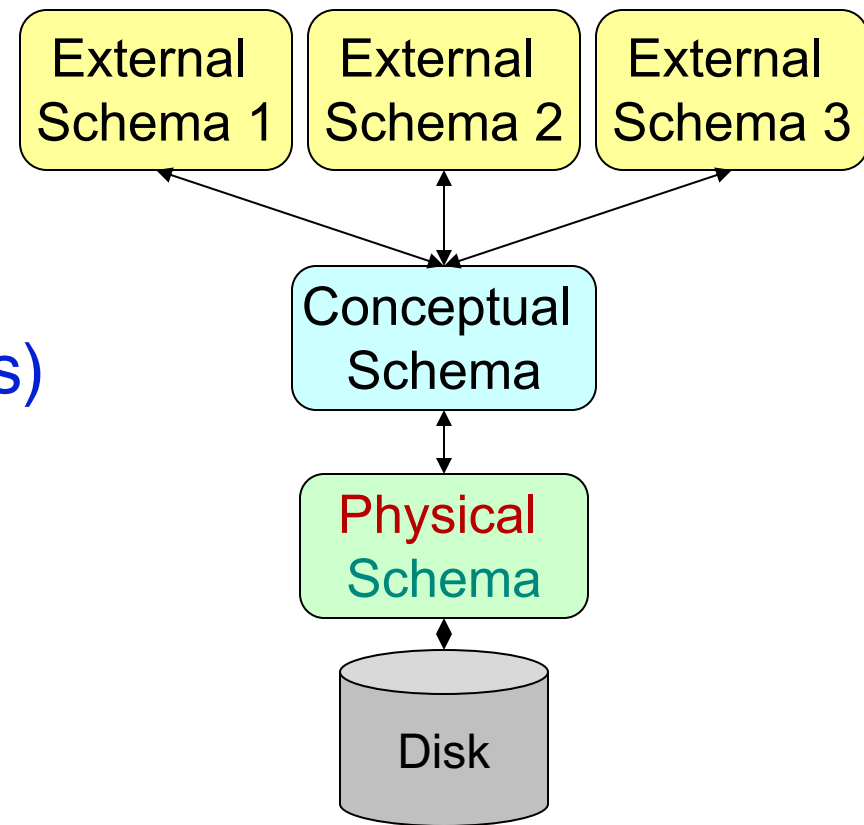 External
Schema 1
External
Schema 2
External
Schema 3
Conceptual
Schema
s)
Physical
Schema
Disk